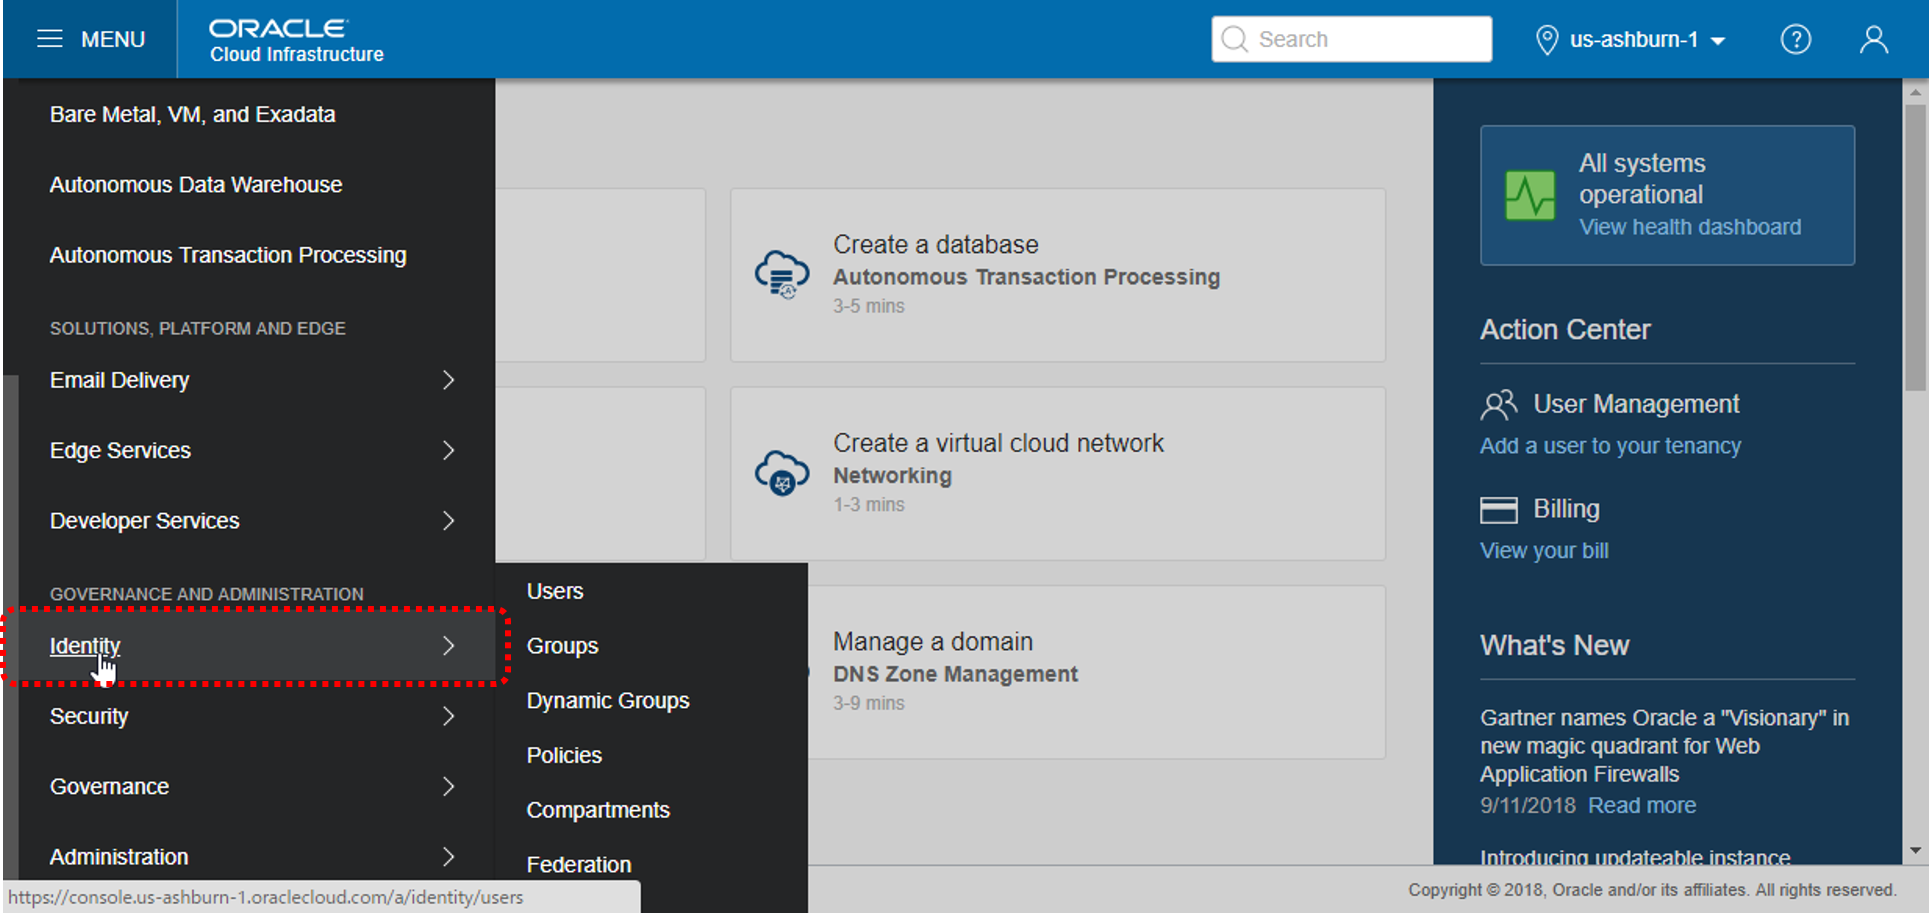 MENU
ORACLE
Cloud Infrastructure
Search
us-ashburn-1
?
Bare Metal, VM, and Exadata
Autonomous Data Warehouse
Autonomous Transaction Processing
SOLUTIONS, PLATFORM AND EDGE
Email Delivery
Edge Services
Developer Services
GOVERNANCE AND ADMINISTRATION
Identity
Security
Governance
Administration
Users
Groups
Dynamic Groups
Policies
Compartments
Federation
Create a database
Autonomous Transaction Processing
3-5 mins
Create a virtual cloud network
Networking
1-3 mins
Manage a domain
DNS Zone Management
3-9 mins
All systems
operational
View health dashboard
Action Center
User Management
Add a user to your tenancy
Billing
View your bill
What's New
Gartner names Oracle a "Visionary" in
new magic quadrant for Web
Application Firewalls
9/11/2018 Read more
Introducing updateable instance
https://console.us-ashburn-1.oraclecloud.com/a/identity/users
Copyright © 2018, Oracle and/or its affiliates. All rights reserved.